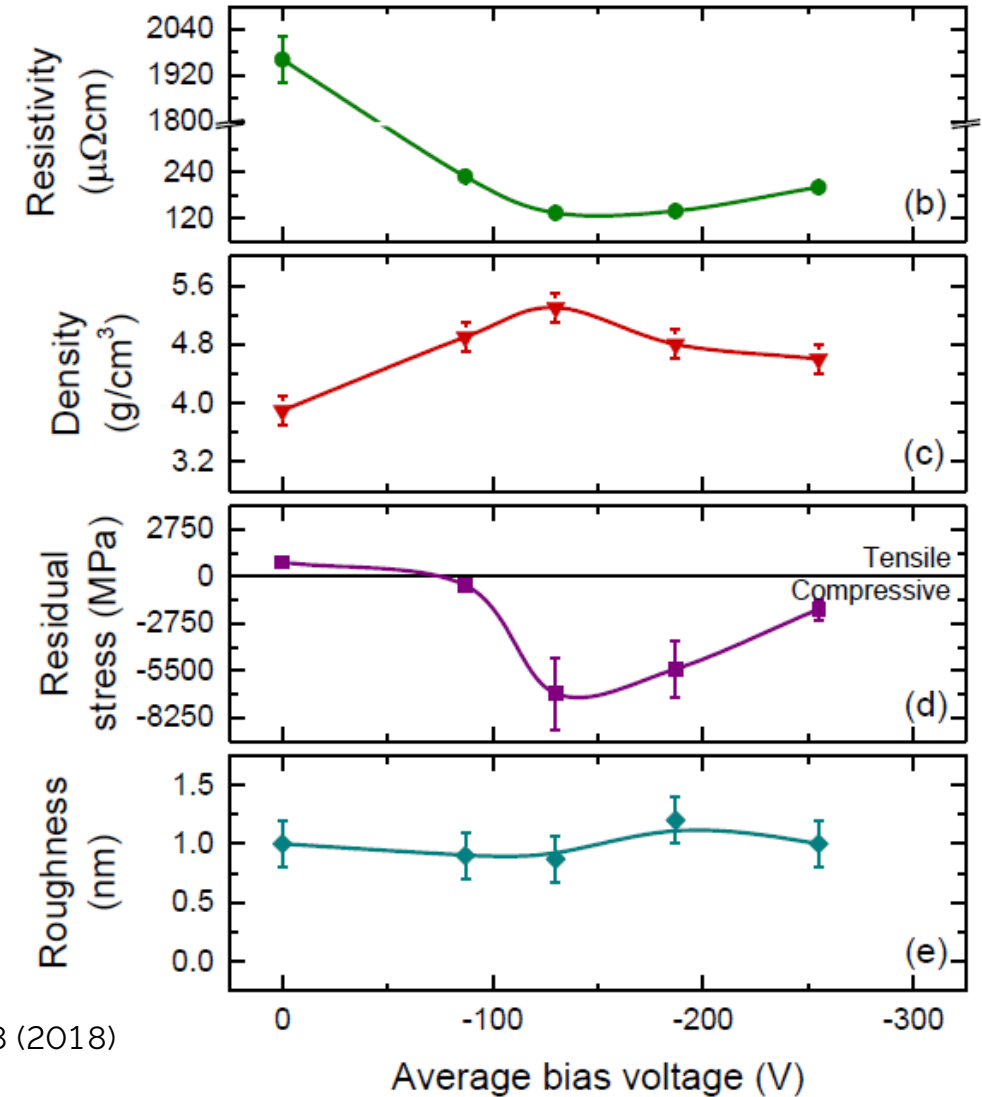 Resistivity
(μΩcm)
2040
1920
1800
240
120
(b)
Density
(g/cm³)
5.6
4.8
4.0
3.2
(c)
Residual
stress (MPa)
2750
0
-2750
-5500
-8250
Tensile
Compressive
(d)
Roughness
(nm)
1.5
1.0
0.5
0.0
(e)
0 -100 -200 -300
(2018)
Average bias voltage (V)